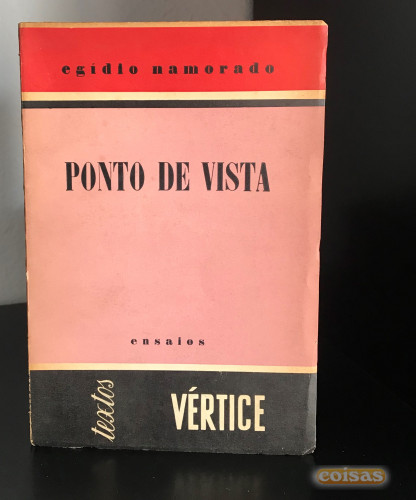 egídio namorado
PONTO DE VISTA
ensaios
textos
VÉRTICE
coisas